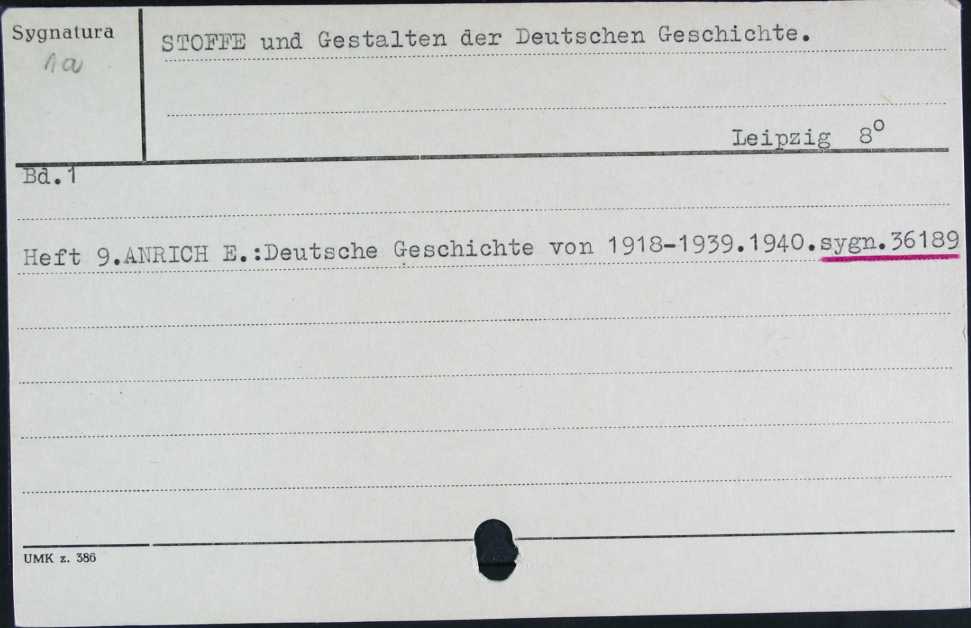 Sygnatura
1a
STOFFE und Gestalten der Deutschen Geschichte.
Leipzig 8º
Bd.1
Heft 9.ANRICH E.:Deutsche Geschichte von 1918-1939.1940.sygn.36189
UMK z. 386